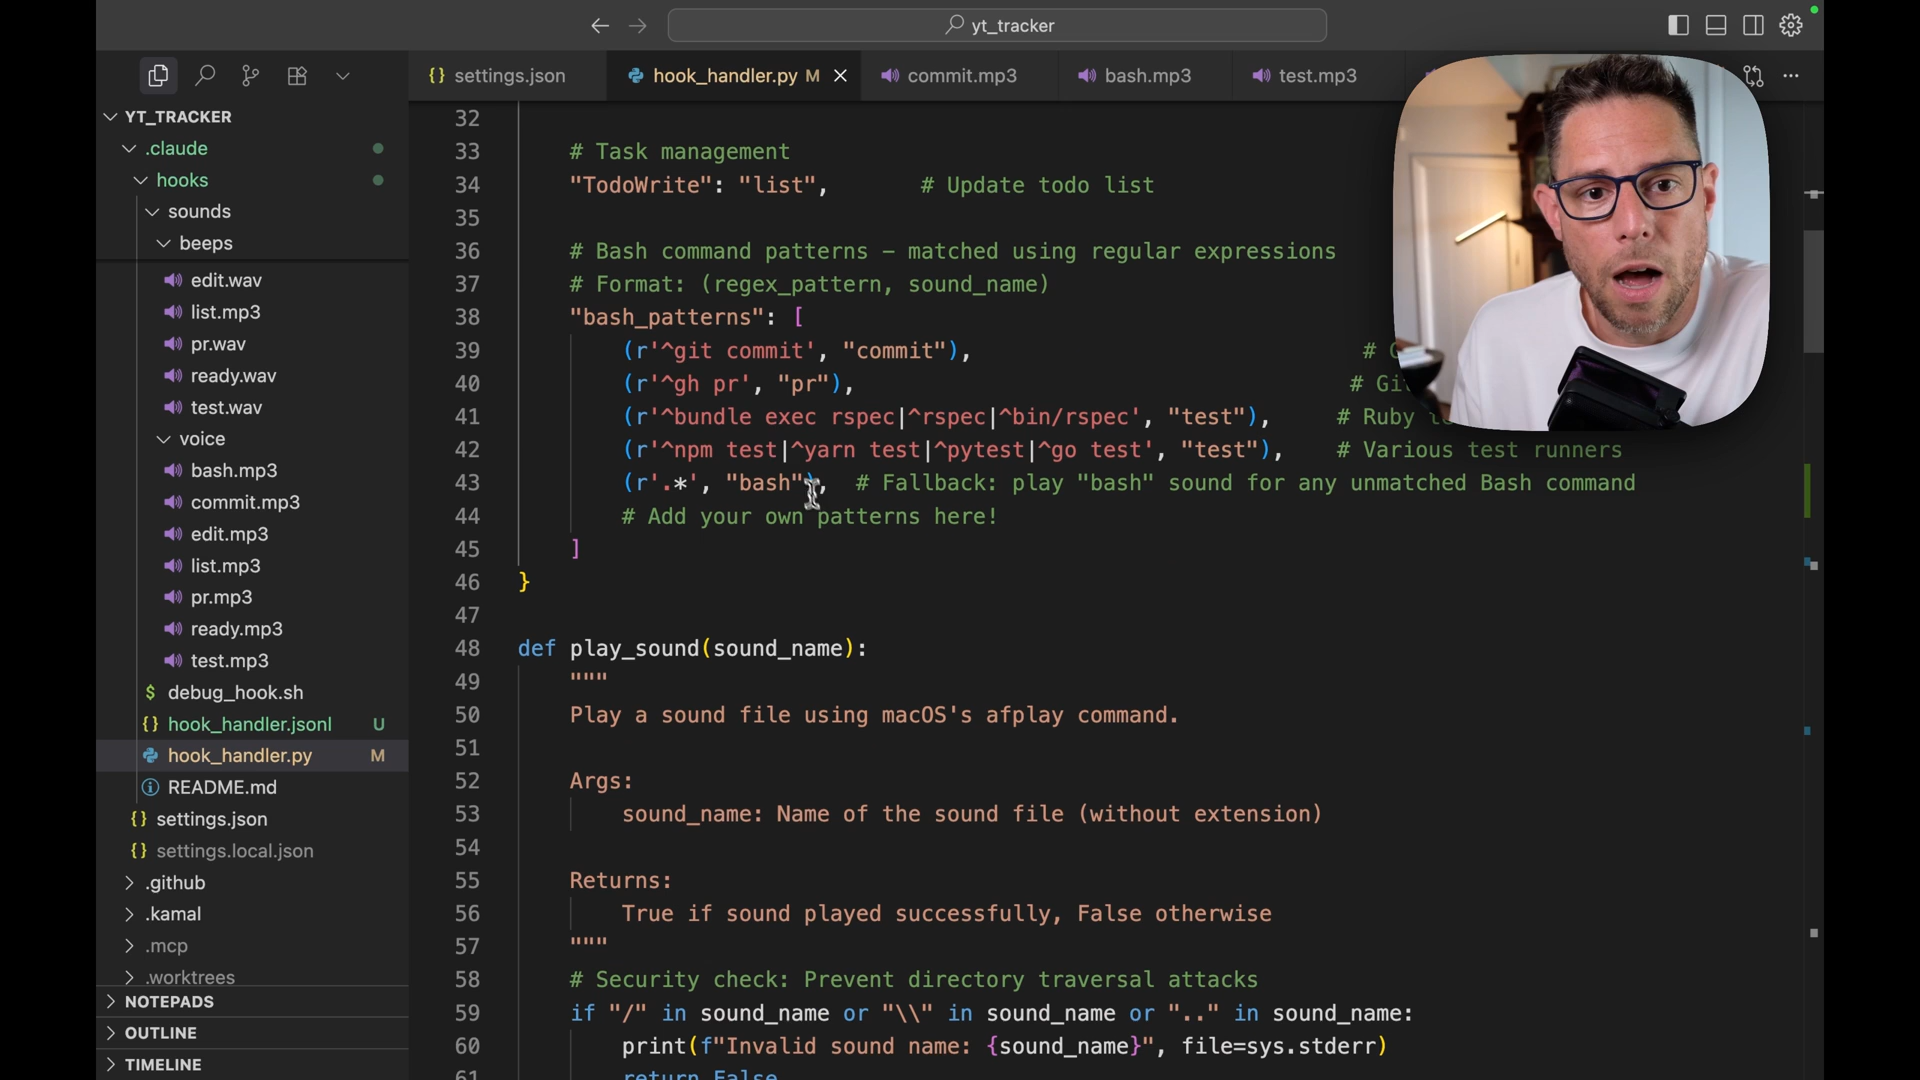 yt_tracker
settings.json
hook_handler.py M
commit.mp3
bash.mp3
test.mp3
YT_TRACKER
.claude
hooks
sounds
beeps
edit.wav
list.mp3
pr.wav
ready.wav
test.wav
voice
bash.mp3
commit.mp3
edit.mp3
list.mp3
pr.mp3
ready.mp3
test.mp3
debug_hook.sh
hook_handler.jsonl U
hook_handler.py M
README.md
settings.json
settings.local.json
.github
.kamal
.mcp
.worktrees
NOTEPADS
OUTLINE
TIMELINE
32
33 # Task management
34 "TodoWrite": "list", # Update todo list
35
36 # Bash command patterns – matched using regular expressions
37 # Format: (regex_pattern, sound_name)
38 "bash_patterns": [
39 (r'^git commit', "commit"), #
40 (r'^gh pr', "pr"), #
41 (r'^bundle exec rspec|^rspec|^bin/rspec', "test"), # Ruby
42 (r'^npm test|^yarn test|^pytest|^go test', "test"), # Various test runners
43 (r'.*', "bash"), # Fallback: play "bash" sound for any unmatched Bash command
44 # Add your own patterns here!
45 ]
46 }
47
48 def play_sound(sound_name):
49 """
50 Play a sound file using macOS's afplay command.
51
52 Args:
53 sound_name: Name of the sound file (without extension)
54
55 Returns:
56 True if sound played successfully, False otherwise
57 """
58 # Security check: Prevent directory traversal attacks
59 if "/" in sound_name or "\\" in sound_name or ".." in sound_name:
60 print(f"Invalid sound name: {sound_name}", file=sys.stderr)
61 return False